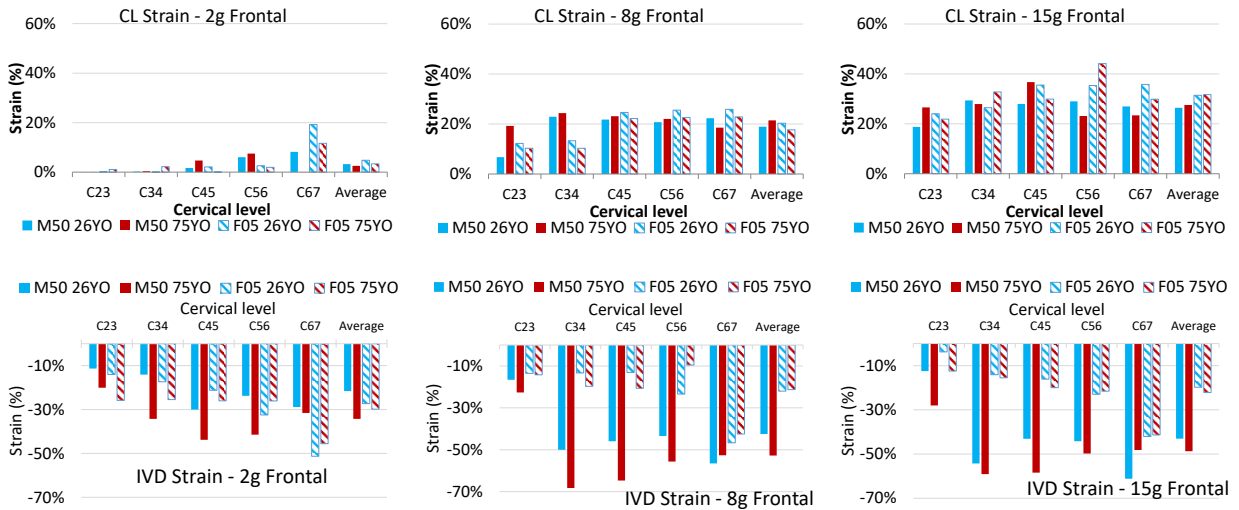 CL Strain - 2g Frontal
60%
40%
20%
0%
Strain (%)
C23 C34 C45 C56 C67 Average
Cervical level
M50 26YO M50 75YO F05 26YO F05 75YO
CL Strain - 8g Frontal
60%
40%
20%
0%
Strain (%)
C23 C34 C45 C56 C67 Average
Cervical level
M50 26YO M50 75YO F05 26YO F05 75YO
CL Strain - 15g Frontal
60%
40%
20%
0%
Strain (%)
C23 C34 C45 C56 C67 Average
Cervical level
M50 26YO M50 75YO F05 26YO F05 75YO
M50 26YO M50 75YO F05 26YO F05 75YO
Cervical level
C23 C34 C45 C56 C67 Average
-10%
-30%
-50%
-70%
Strain (%)
IVD Strain - 2g Frontal
M50 26YO M50 75YO F05 26YO F05 75YO
Cervical level
C23 C34 C45 C56 C67 Average
-10%
-30%
-50%
-70%
Strain (%)
IVD Strain - 8g Frontal
M50 26YO M50 75YO F05 26YO F05 75YO
Cervical level
C23 C34 C45 C56 C67 Average
-10%
-30%
-50%
-70%
Strain (%)
IVD Strain - 15g Frontal